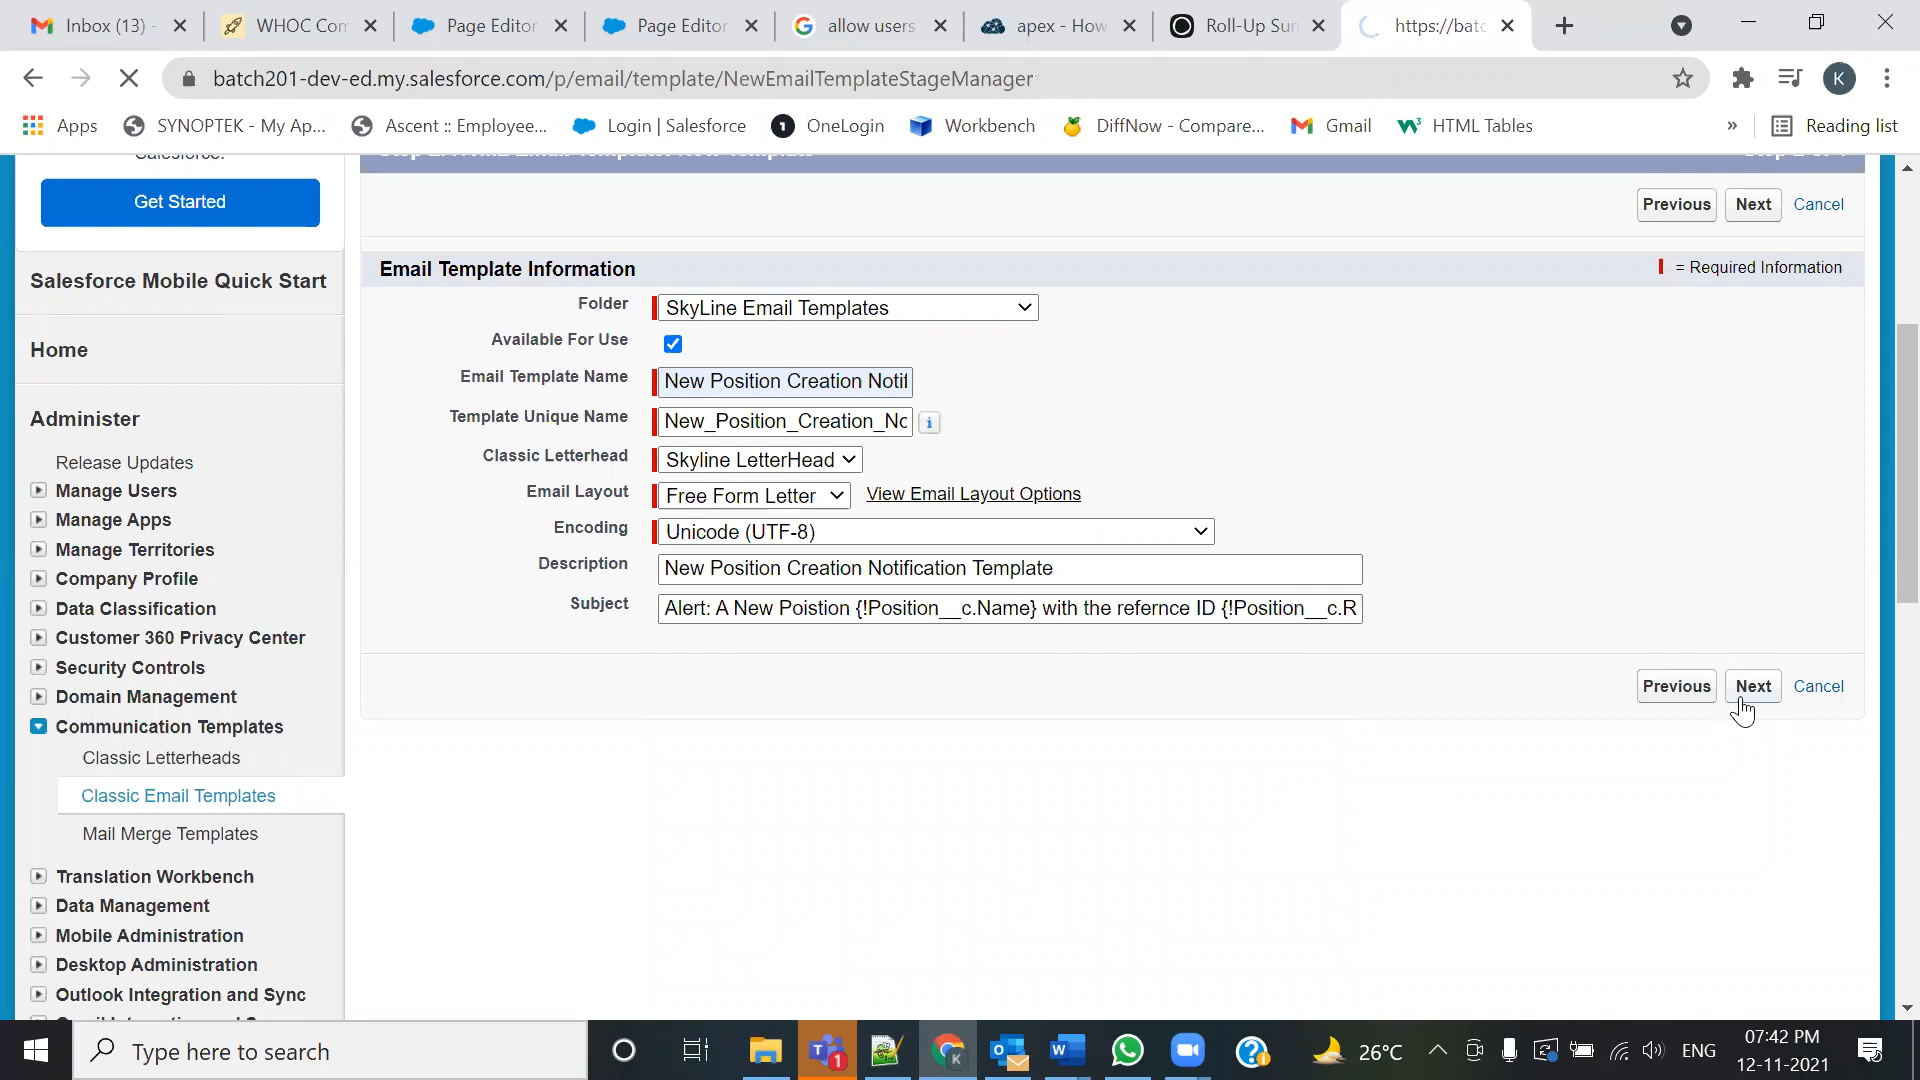 Inbox (13) -
WHOC Com
Page Editor
Page Editor
allow users
apex - How
Roll-Up Sun
https://batc
batch201-dev-ed.my.salesforce.com/p/email/template/NewEmailTemplateStageManager
K
Apps
SYNOPTEK - My Ap...
Ascent :: Employee...
Login | Salesforce
OneLogin
Workbench
DiffNow - Compare...
Gmail
HTML Tables
»
Reading list
Get Started
Salesforce Mobile Quick Start
Home
Administer
Release Updates
Manage Users
Manage Apps
Manage Territories
Company Profile
Data Classification
Customer 360 Privacy Center
Security Controls
Domain Management
Communication Templates
Classic Letterheads
Classic Email Templates
Mail Merge Templates
Translation Workbench
Data Management
Mobile Administration
Desktop Administration
Outlook Integration and Sync
Previous Next Cancel
Email Template Information
= Required Information
Folder SkyLine Email Templates
Available For Use
Email Template Name New Position Creation Notif
Template Unique Name New_Position_Creation_No
Classic Letterhead Skyline LetterHead
Email Layout Free Form Letter View Email Layout Options
Encoding Unicode (UTF-8)
Description New Position Creation Notification Template
Subject Alert: A New Poistion {!Position__c.Name} with the refernce ID {!Position__c.R
Previous Next Cancel
Type here to search
26°C
ENG
07:42 PM
12-11-2021